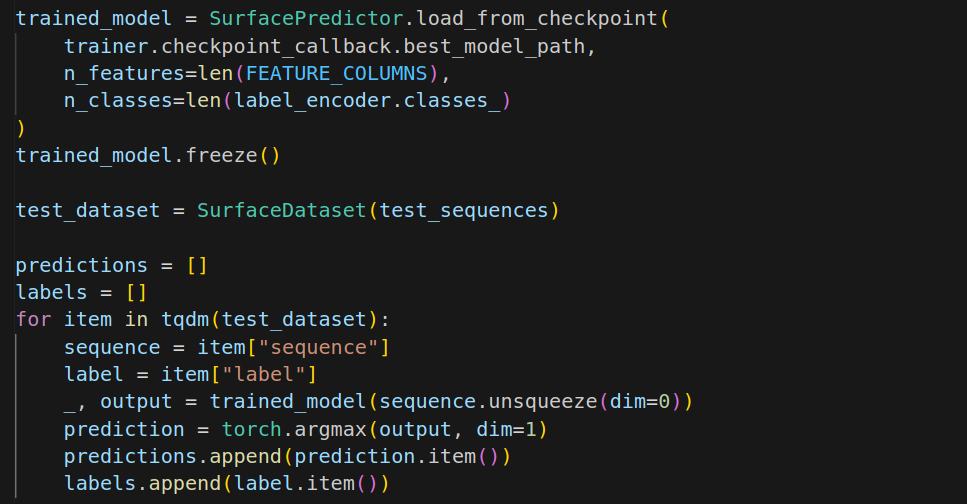 trained_model = SurfacePredictor.load_from_checkpoint(
    trainer.checkpoint_callback.best_model_path,
    n_features=len(FEATURE_COLUMNS),
    n_classes=len(label_encoder.classes_)
)
trained_model.freeze()

test_dataset = SurfaceDataset(test_sequences)

predictions = []
labels = []
for item in tqdm(test_dataset):
    sequence = item["sequence"]
    label = item["label"]
    _, output = trained_model(sequence.unsqueeze(dim=0))
    prediction = torch.argmax(output, dim=1)
    predictions.append(prediction.item())
    labels.append(label.item())